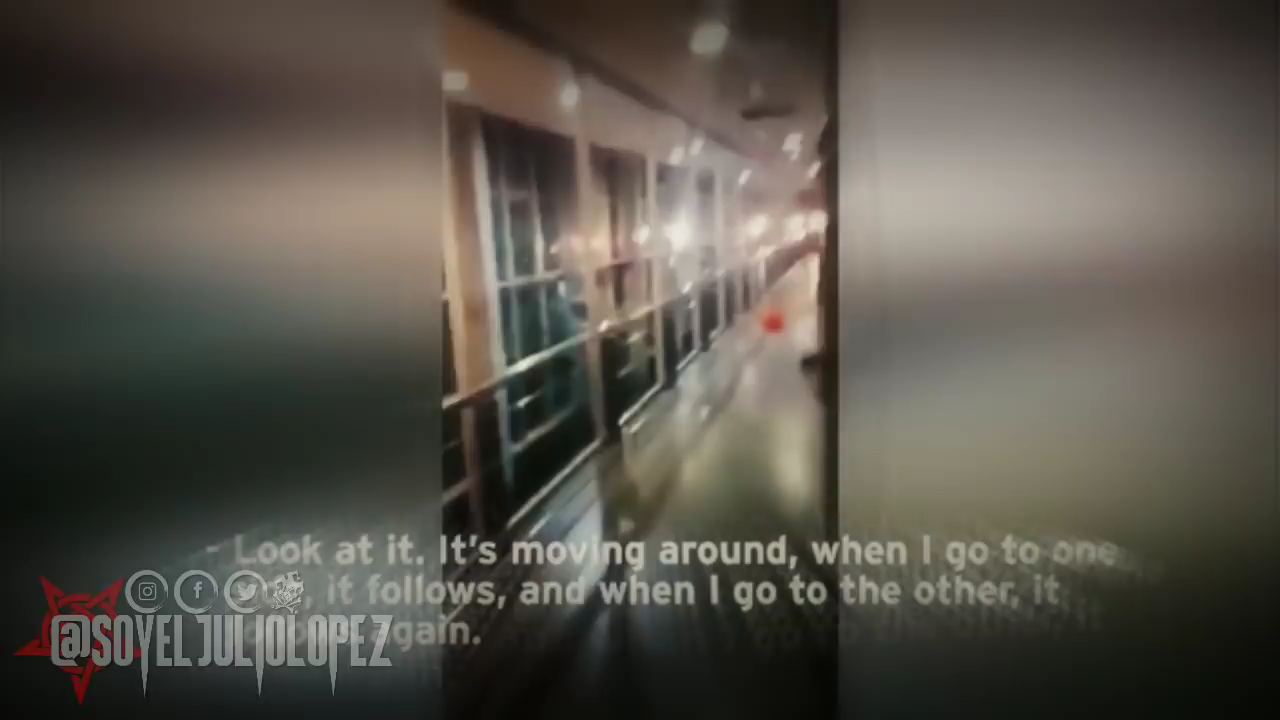 - Look at it. It's moving around, when I go to one
, it follows, and when I go to the other, it
again.
@SOYELJULIOLOPEZ